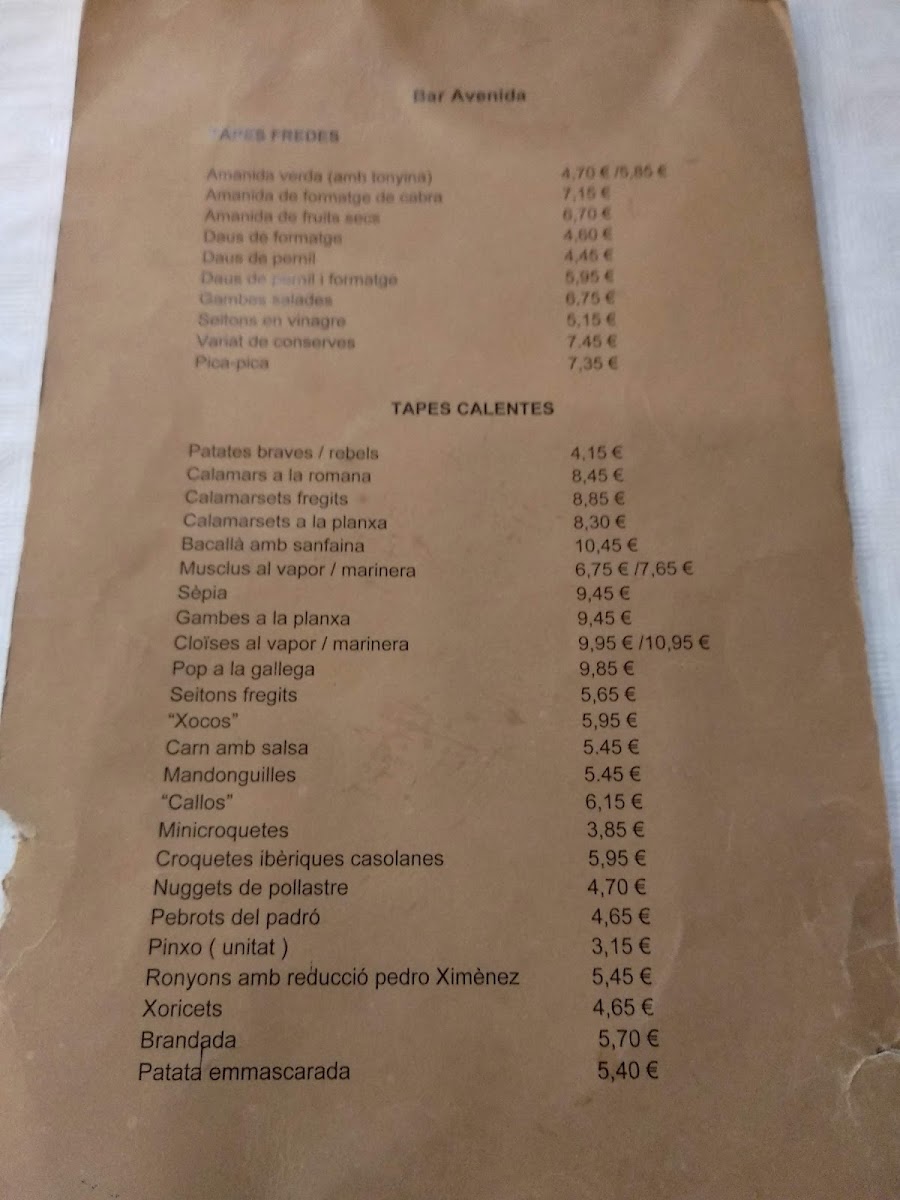 Bar Avenida
TAPES FREDES
Amanida verda (amb tonyina) 4,70 € /5,85 €
Amanida de formatge de cabra 7,15 €
Amanida de fruits secs 6,70 €
Daus de formatge 4,60 €
Daus de pernil 4,45 €
Daus de pernil i formatge 5,95 €
Gambes salades 6,75 €
Seitons en vinagre 5,15 €
Variat de conserves 7.45 €
Pica-pica 7,35 €
TAPES CALENTES
Patates braves / rebels 4,15 €
Calamars a la romana 8,45 €
Calamarsets fregits 8,85 €
Calamarsets a la planxa 8,30 €
Bacallà amb sanfaina 10,45 €
Musclus al vapor / marinera 6,75 € /7,65 €
Sèpia 9,45 €
Gambes a la planxa 9,45 €
Cloïses al vapor / marinera 9,95 € /10,95 €
Pop a la gallega 9,85 €
Seitons fregits 5,65 €
“Xocos” 5,95 €
Carn amb salsa 5.45 €
Mandonguilles 5.45 €
“Callos” 6,15 €
Minicroquetes 3,85 €
Croquetes ibèriques casolanes 5,95 €
Nuggets de pollastre 4,70 €
Pebrots del padró 4,65 €
Pinxo ( unitat ) 3,15 €
Ronyons amb reducció pedro Ximènez 5,45 €
Xoricets 4,65 €
Brandada 5,70 €
Patata emmascarada 5,40 €